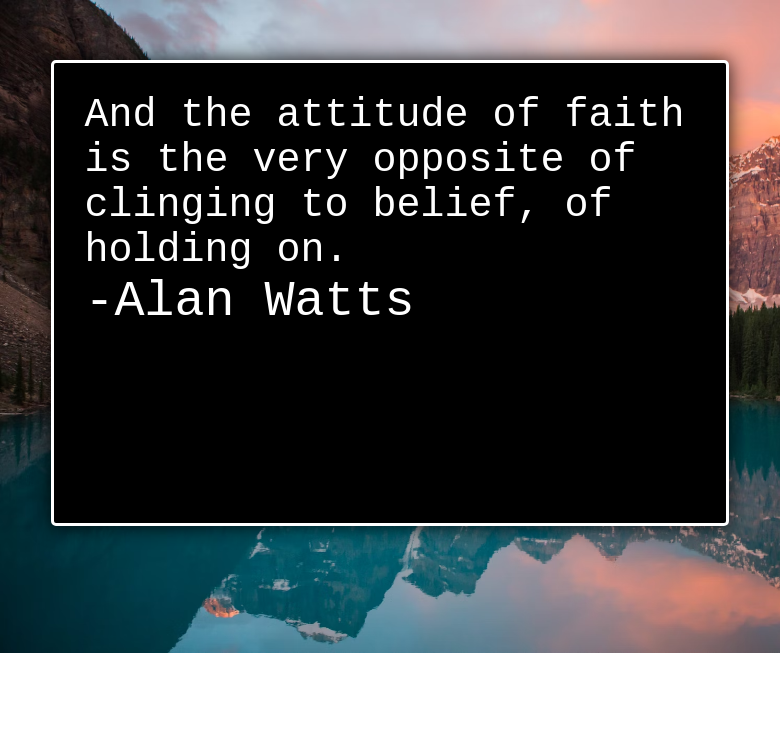 And the attitude of faith
is the very opposite of
clinging to belief, of
holding on.
-Alan Watts